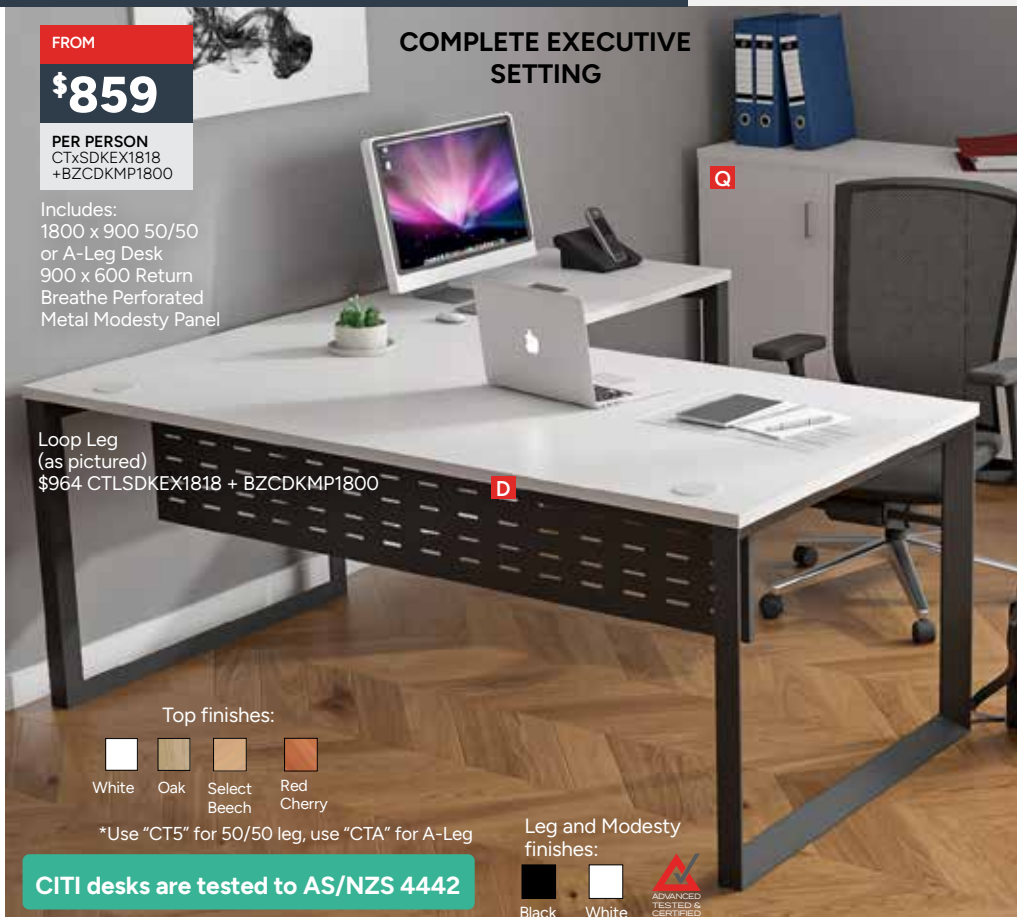 FROM
$859
PER PERSON
CTxSDKEX1818
+BZCDKMP1800
COMPLETE EXECUTIVE
SETTING
Includes:
1800 x 900 50/50
or A-Leg Desk
900 x 600 Return
Breathe Perforated
Metal Modesty Panel
Q
Loop Leg
(as pictured)
$964 CTLSDKEX1818 + BZCDKMP1800
D
Top finishes:
White
Oak
Select
Beech
Red
Cherry
*Use “CT5” for 50/50 leg, use “CTA” for A-Leg
CITI desks are tested to AS/NZS 4442
Leg and Modesty
finishes:
Black
White
ADVANCED
TESTED &
CERTIFIED